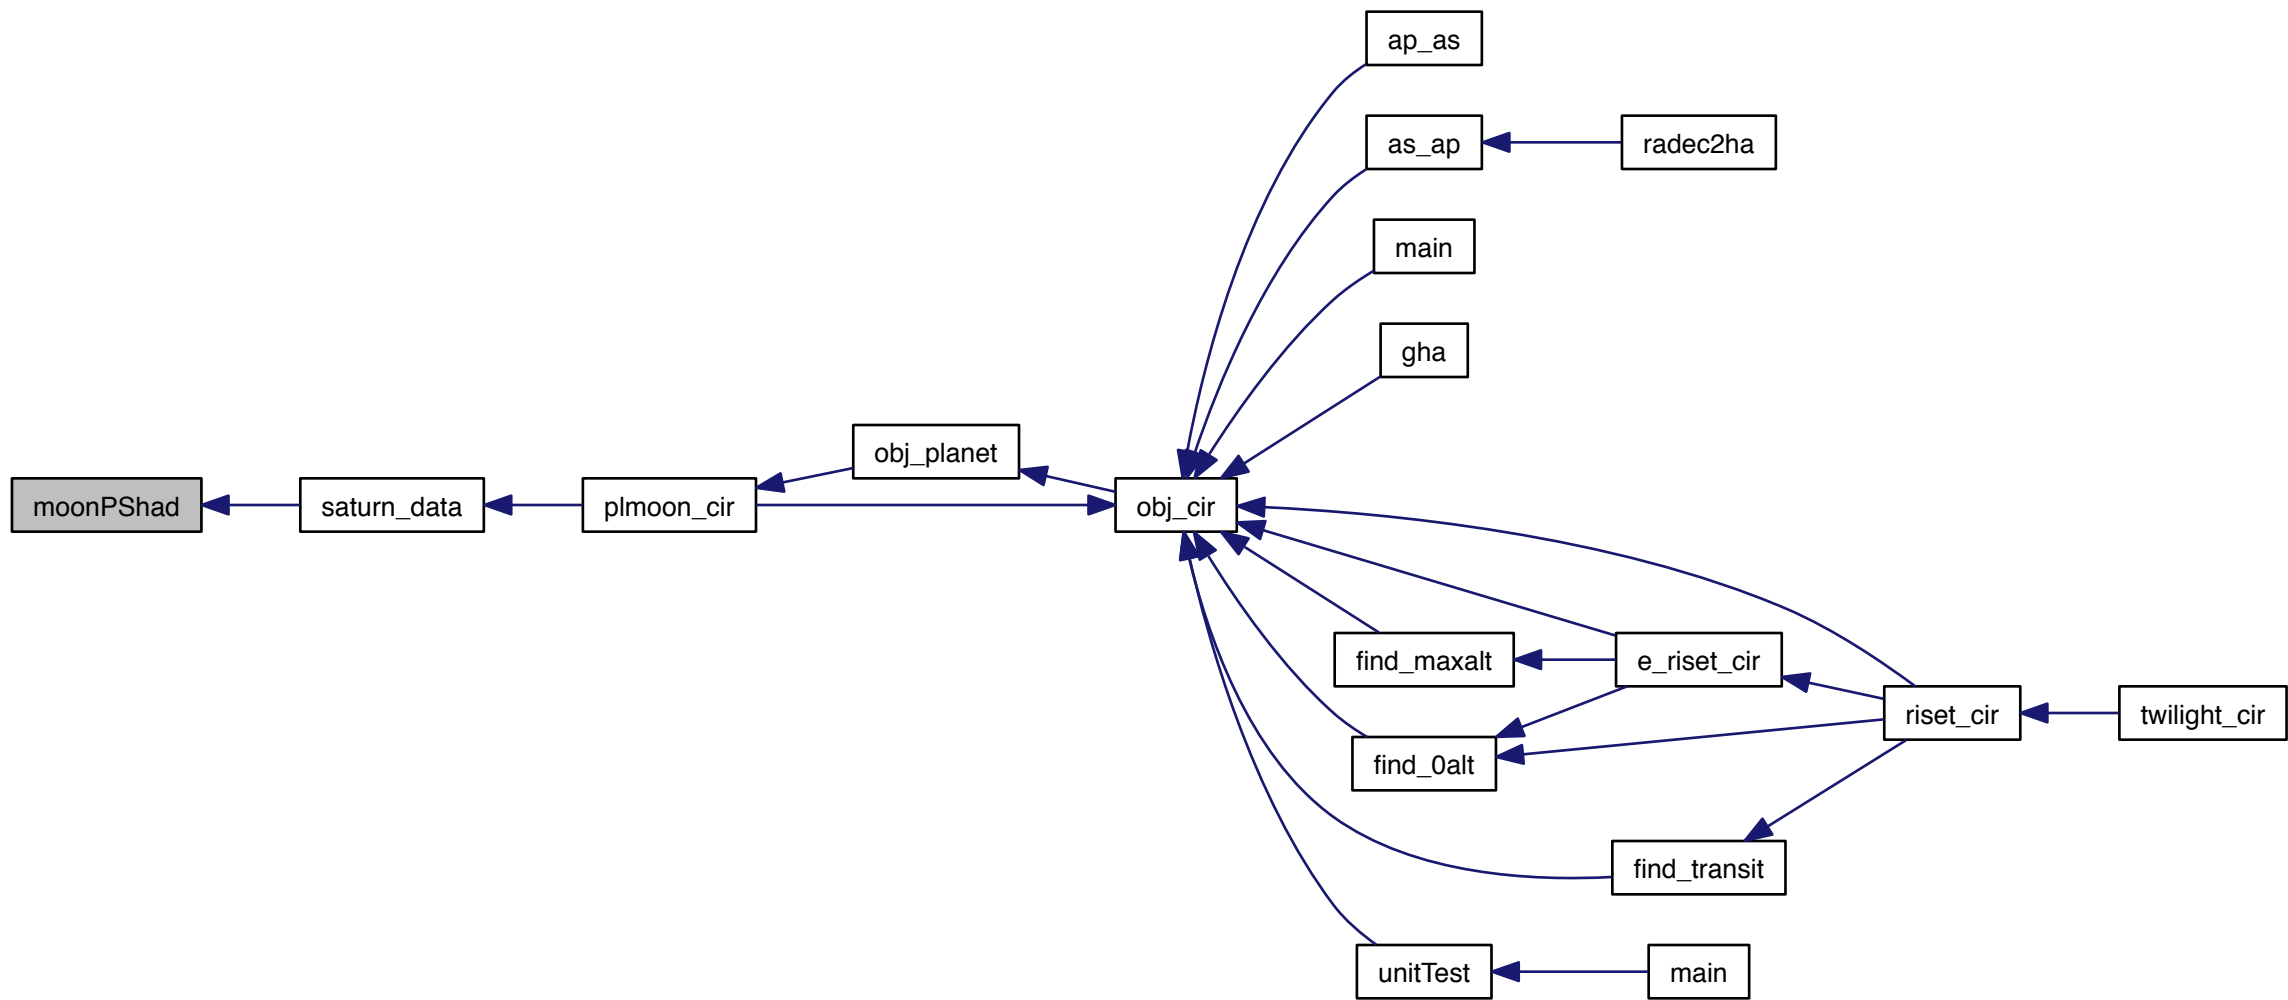 ap_as
as_ap
radec2ha
main
gha
obj_planet
moonPShad
saturn_data
plmoon_cir
obj_cir
find_maxalt
e_riset_cir
riset_cir
twilight_cir
find_0alt
find_transit
unitTest
main